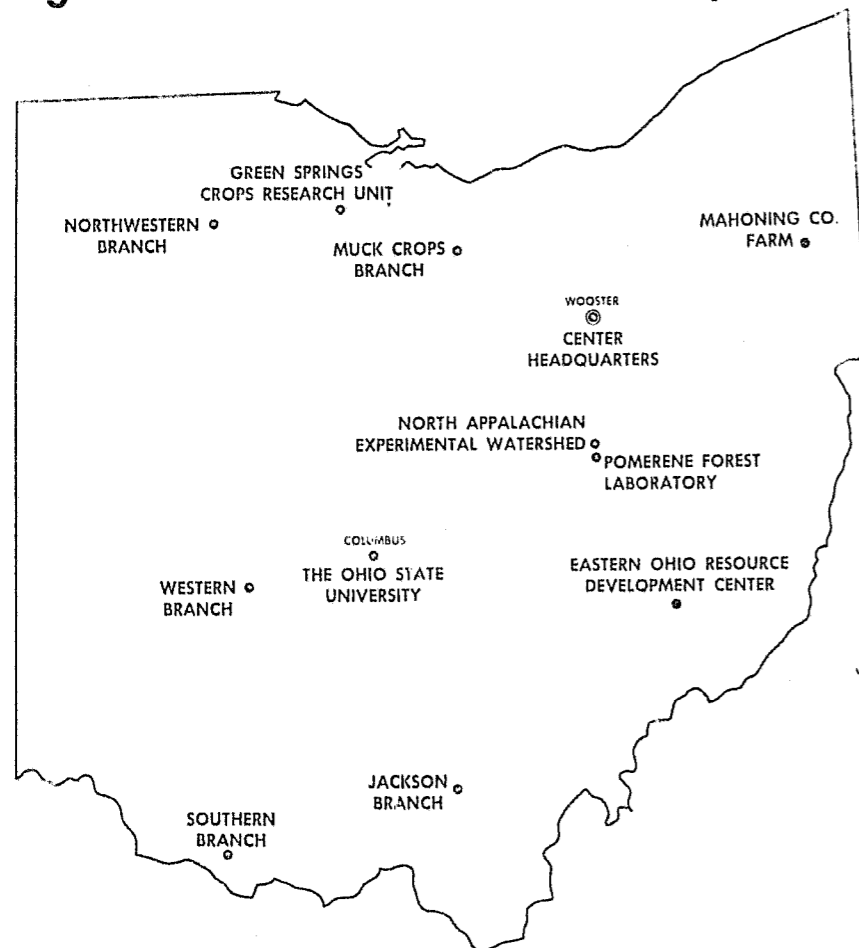 GREEN SPRINGS
CROPS RESEARCH UNIT
NORTHWESTERN
BRANCH
MUCK CROPS
BRANCH
MAHONING CO.
FARM
WOOSTER
CENTER
HEADQUARTERS
NORTH APPALACHIAN
EXPERIMENTAL WATERSHED
POMERENE FOREST
LABORATORY
COLUMBUS
THE OHIO STATE
UNIVERSITY
EASTERN OHIO RESOURCE
DEVELOPMENT CENTER
WESTERN
BRANCH
JACKSON
BRANCH
SOUTHERN
BRANCH